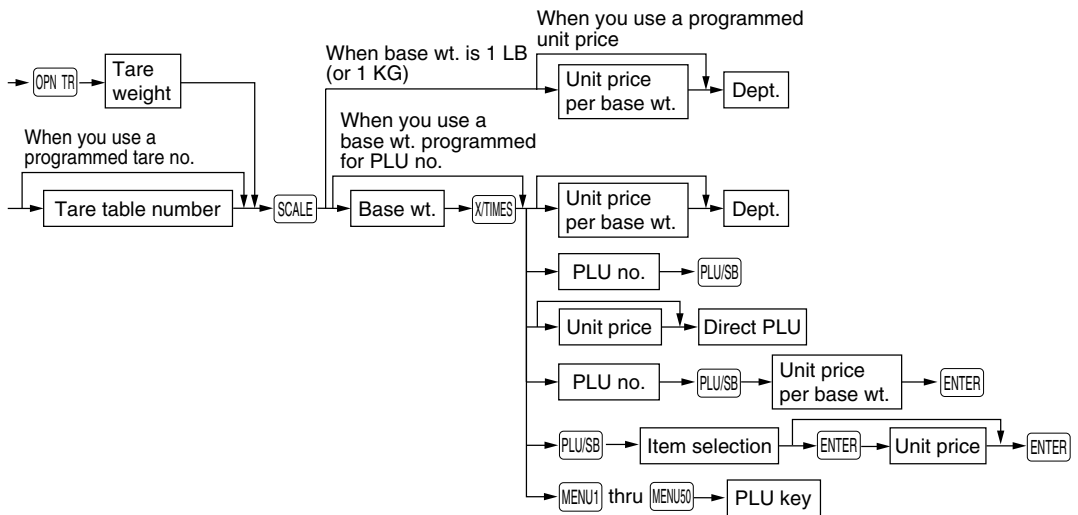 When you use a programmed
unit price
When base wt. is 1 LB
(or 1 KG)
OPN TR
Tare
weight
Unit price
per base wt.
Dept.
When you use a
programmed tare no.
When you use a
base wt. programmed
for PLU no.
Tare table number
SCALE
Base wt.
X/TIMES
Unit price
per base wt.
Dept.
PLU no.
PLU/SB
Unit price
Direct PLU
PLU no.
PLU/SB
Unit price
per base wt.
ENTER
PLU/SB
Item selection
ENTER
Unit price
ENTER
MENU1 thru MENU50
PLU key